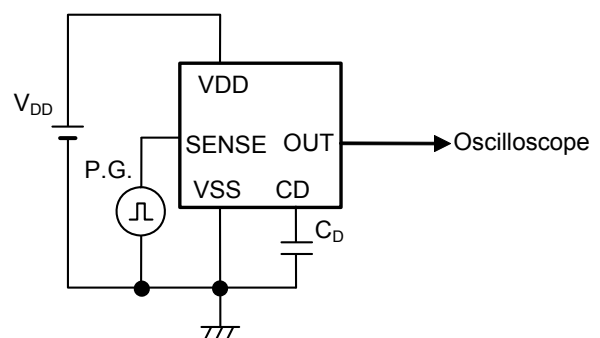 VDD
V_DD
SENSE OUT
Oscilloscope
P.G.
VSS CD
C_D